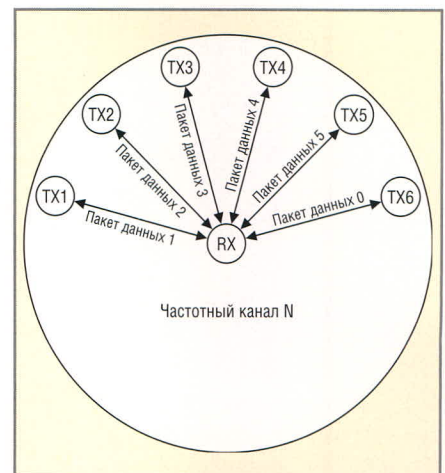 TX1
TX2
TX3
TX4
TX5
TX6
Пакет данных 1
Пакет данных 2
Пакет данных 3
Пакет данных 4
Пакет данных 5
Пакет данных 0
RX
Частотный канал N